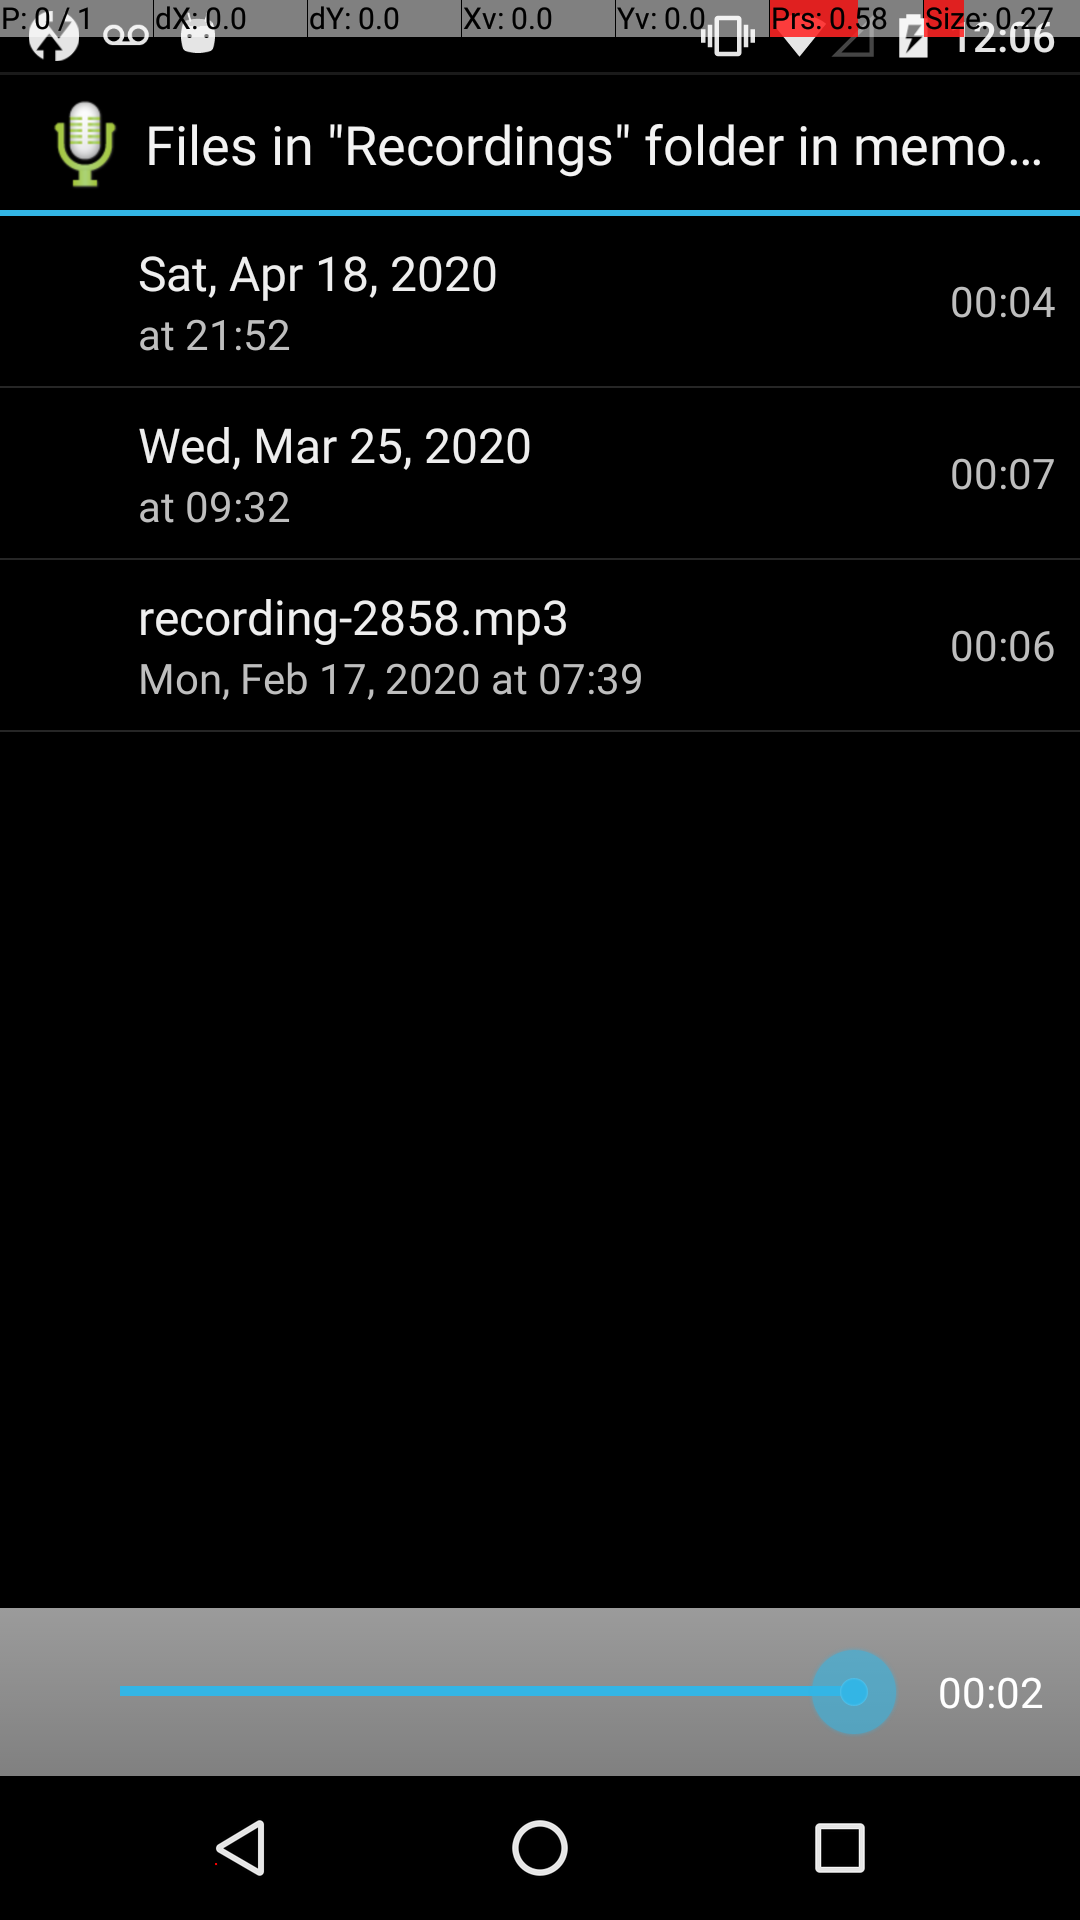 P: 0 / 1 dX: 0.0 dY: 0.0 Xv: 0.0 Yv: 0.0 Prs: 0.58 Size: 0.27
12:06
Files in "Recordings" folder in memo...
Sat, Apr 18, 2020
at 21:52
00:04
Wed, Mar 25, 2020
at 09:32
00:07
recording-2858.mp3
Mon, Feb 17, 2020 at 07:39
00:06
00:02